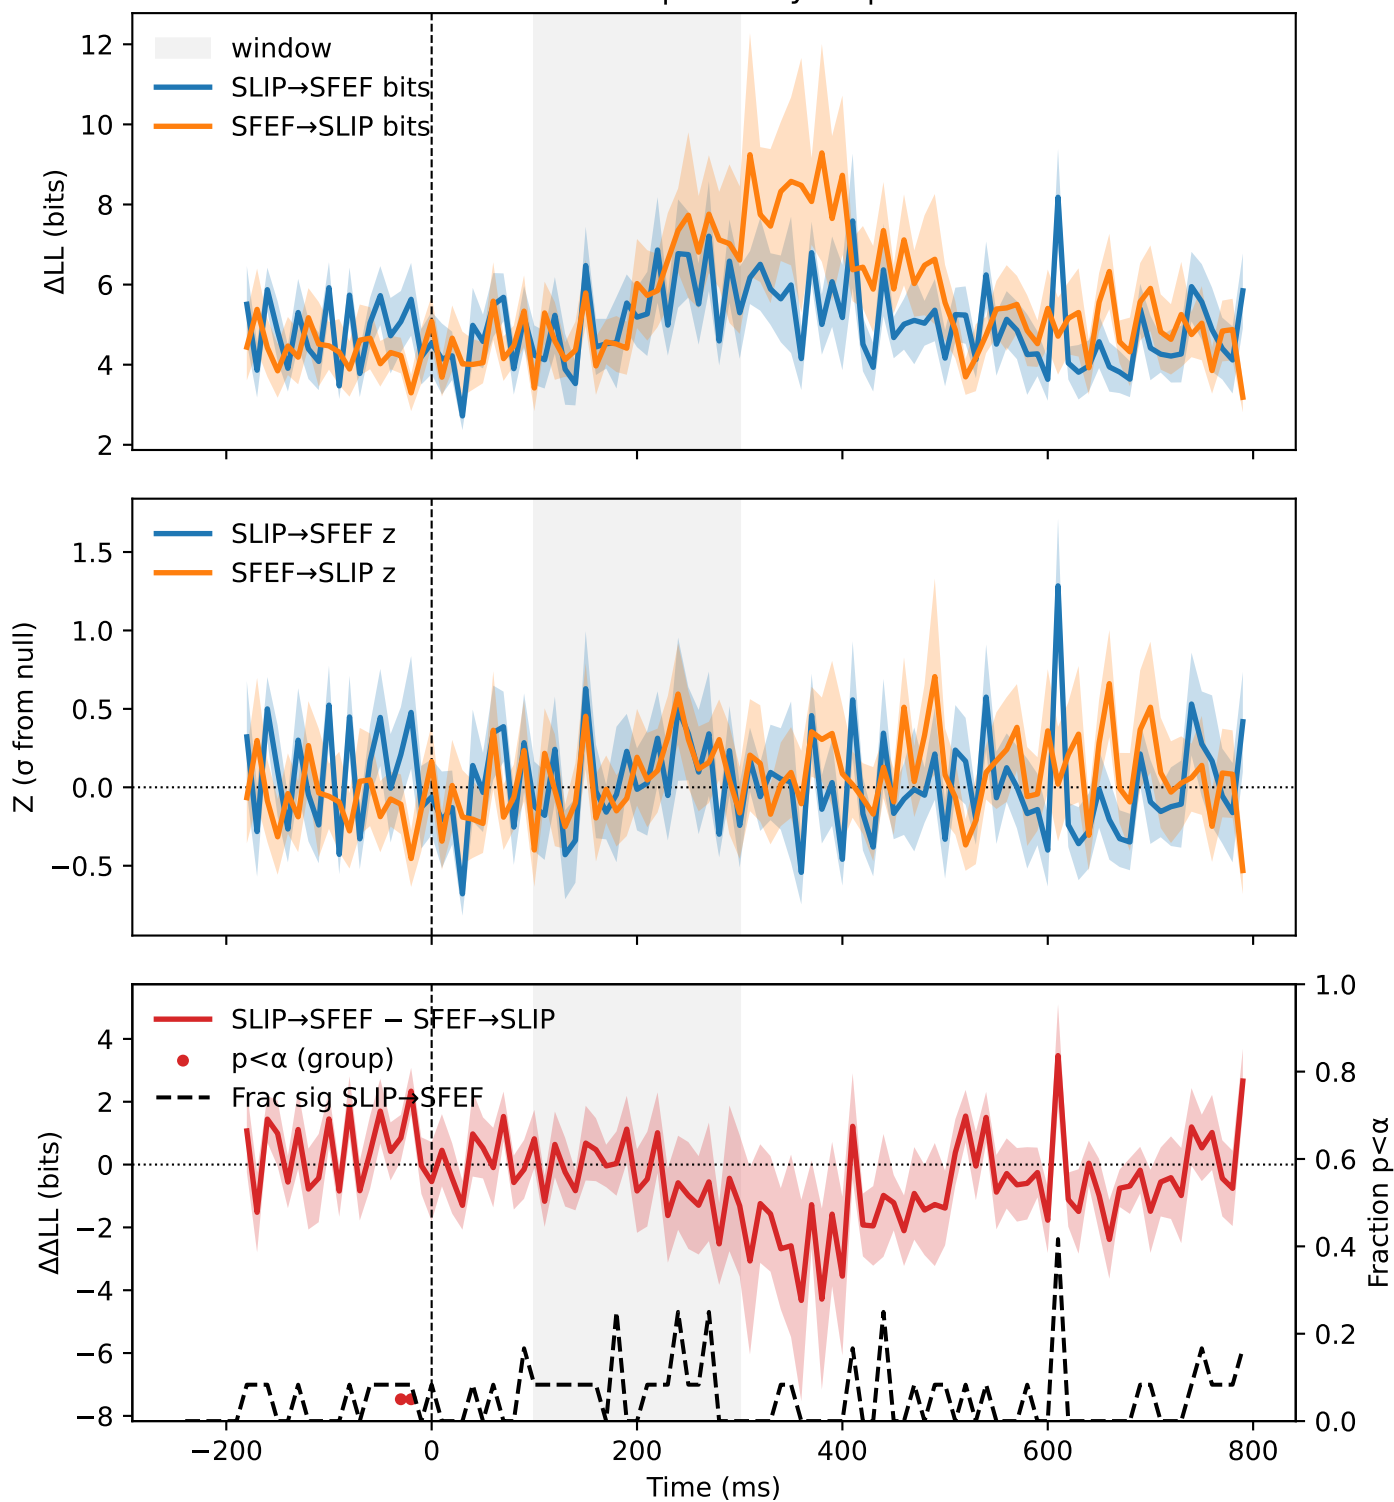 12
10
8
6
4
2
ΔLL (bits)
window
SLIP→SFEF bits
SFEF→SLIP bits
1.5
1.0
0.5
0.0
−0.5
Z (σ from null)
SLIP→SFEF z
SFEF→SLIP z
4
2
0
−2
−4
−6
−8
ΔΔLL (bits)
SLIP→SFEF − SFEF→SLIP
p<α (group)
Frac sig SLIP→SFEF
1.0
0.8
0.6
0.4
0.2
0.0
Fraction p<α
−200 0 200 400 600 800
Time (ms)